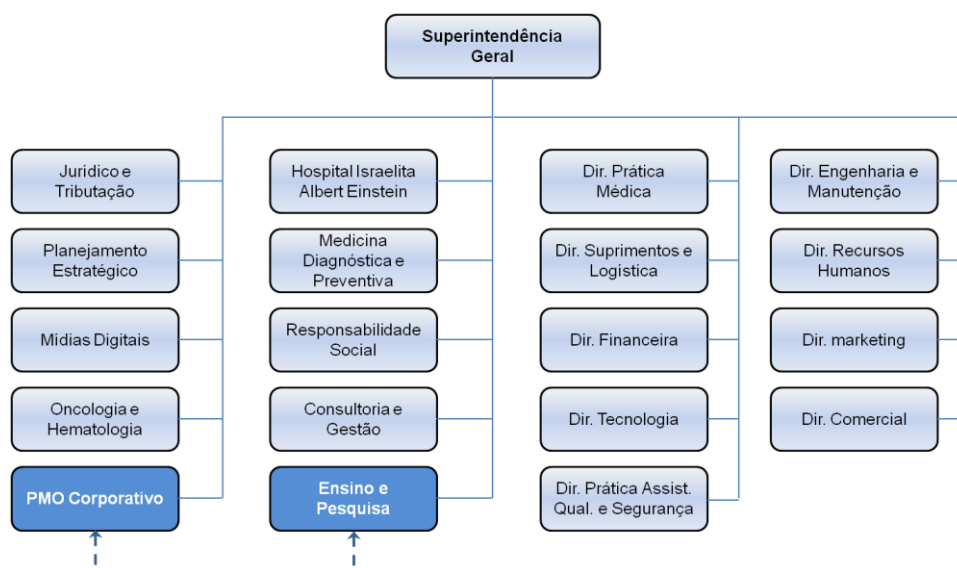 Superintendência
Geral
Jurídico e
Tributação
Planejamento
Estratégico
Mídias Digitais
Oncologia e
Hematologia
PMO Corporativo
Hospital Israelita
Albert Einstein
Medicina
Diagnóstica e
Preventiva
Responsabilidade
Social
Consultoria e
Gestão
Ensino e
Pesquisa
Dir. Prática
Médica
Dir. Suprimentos e
Logística
Dir. Financeira
Dir. Tecnologia
Dir. Prática Assist.
Qual. e Segurança
Dir. Engenharia e
Manutenção
Dir. Recursos
Humanos
Dir. marketing
Dir. Comercial